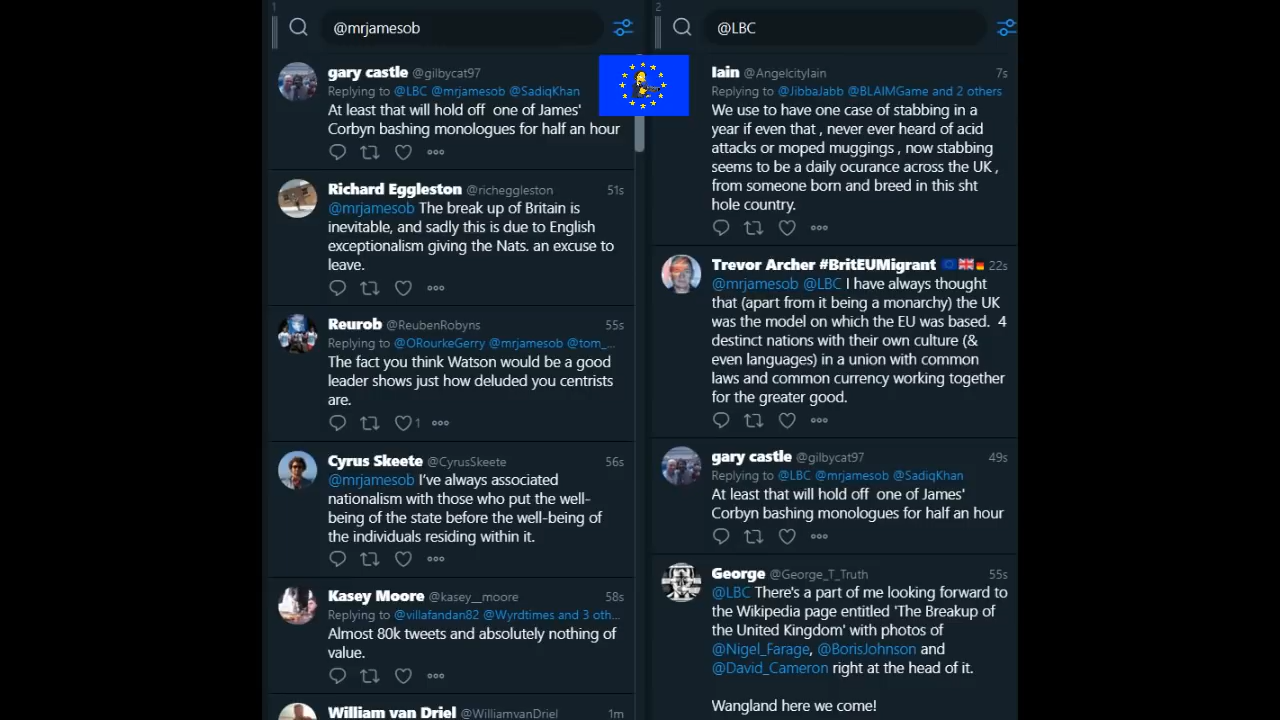 1
@mrjamesob
gary castle @gilbycat97
Replying to @LBC @mrjamesob @SadiqKhan
At least that will hold off one of James'
Corbyn bashing monologues for half an hour
Richard Eggleston @richeggleston 51s
@mrjamesob The break up of Britain is
inevitable, and sadly this is due to English
exceptionalism giving the Nats. an excuse to
leave.
Reurob @ReubenRobyns 55s
Replying to @ORourkeGerry @mrjamesob @tom_...
The fact you think Watson would be a good
leader shows just how deluded you centrists
are.
1
Cyrus Skeete @CyrusSkeete 56s
@mrjamesob I've always associated
nationalism with those who put the well-
being of the state before the well-being of
the individuals residing within it.
Kasey Moore @kasey__moore 58s
Replying to @villafandan82 @Wyrdtimes and 3 oth...
Almost 80k tweets and absolutely nothing of
value.
William van Driel @WilliamvanDriel 1m
2
@LBC
Iain @AngelcityIain 7s
Replying to @JibbaJabb @BLAIMGame and 2 others
We use to have one case of stabbing in a
year if even that , never ever heard of acid
attacks or moped muggings , now stabbing
seems to be a daily ocurance across the UK ,
from someone born and breed in this sht
hole country.
Trevor Archer #BritEUMigrant 22s
@mrjamesob @LBC I have always thought
that (apart from it being a monarchy) the UK
was the model on which the EU was based. 4
destinct nations with their own culture (&
even languages) in a union with common
laws and common currency working together
for the greater good.
gary castle @gilbycat97 49s
Replying to @LBC @mrjamesob @SadiqKhan
At least that will hold off one of James'
Corbyn bashing monologues for half an hour
George @George_T_Truth 55s
@LBC There's a part of me looking forward to
the Wikipedia page entitled 'The Breakup of
the United Kingdom' with photos of
@Nigel_Farage, @BorisJohnson and
@David_Cameron right at the head of it.
Wangland here we come!